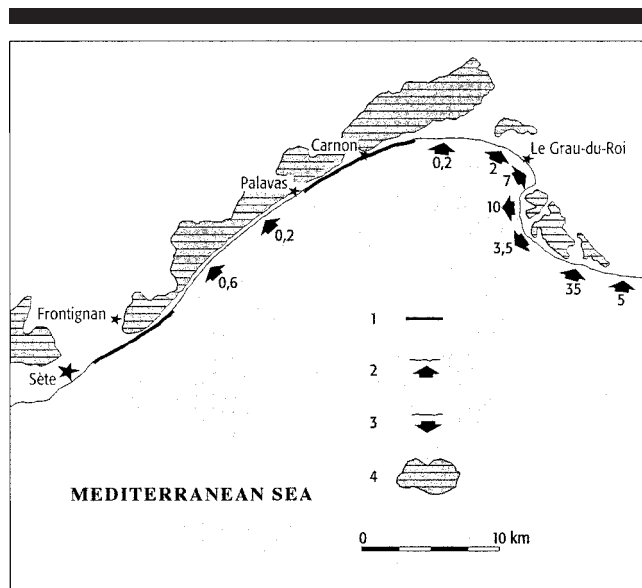 Carnon
Le Grau-du-Roi
0,2
2
7
Palavas
10
0,2
3,5
0,6
35
5
Frontignan
1
Sète
2
3
4
MEDITERRANEAN SEA
0
10 km